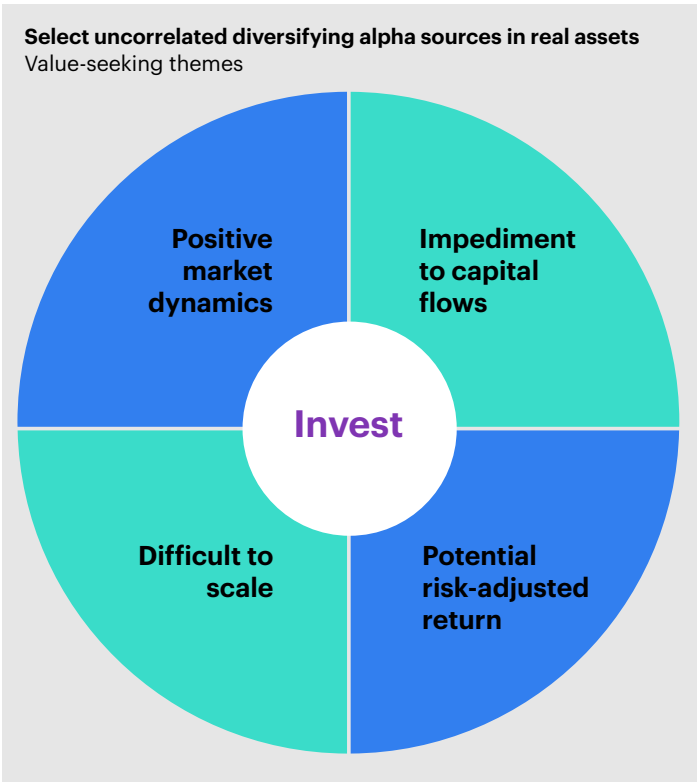 Select uncorrelated diversifying alpha sources in real assets
Value-seeking themes
Positive
market
dynamics
Impediment
to capital
flows
Invest
Difficult to
scale
Potential
risk-adjusted
return